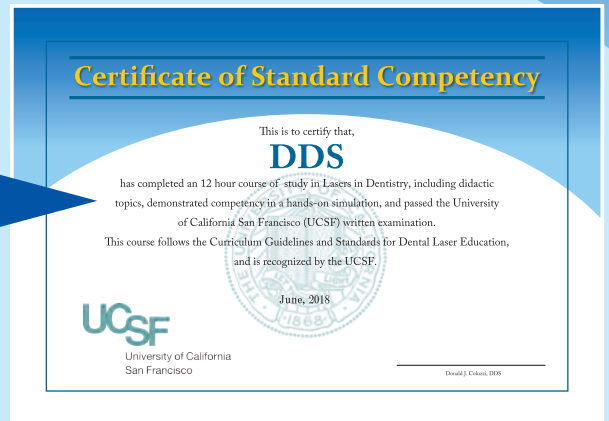 Certificate of Standard Competency
This is to certify that,
DDS
has completed an 12 hour course of study in Lasers in Dentistry, including didactic
topics, demonstrated competency in a hands-on simulation, and passed the University
of California San Francisco (UCSF) written examination.
This course follows the Curriculum Guidelines and Standards for Dental Laser Education,
and is recognized by the UCSF.
June, 2018
1868
UCSF
University of California
San Francisco
Donald J. Coluzzi, DDS